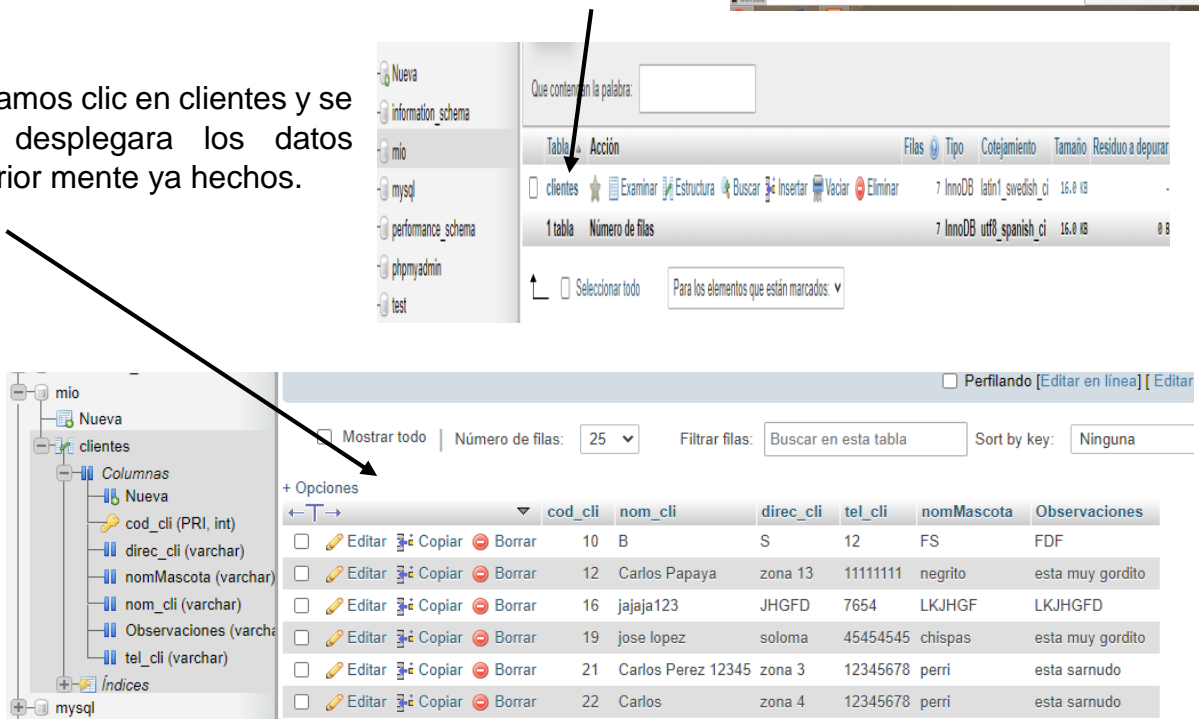 amos clic en clientes y se
desplegara los datos
rior mente ya hechos.
Nueva
information_schema
mio
mysql
performance_schema
phpmyadmin
test
Que contengan la palabra:
Tabla Acción Filas Tipo Cotejamiento Tamaño Residuo a depurar
clientes Examinar Estructura Buscar Insertar Vaciar Eliminar 7 InnoDB latin1_swedish_ci 16.0 KB -
1 tabla Número de filas 7 InnoDB utf8_spanish_ci 16.0 KB 0 B
Seleccionar todo Para los elementos que están marcados:
mio
Nueva
clientes
Columnas
Nueva
cod_cli (PRI, int)
direc_cli (varchar)
nomMascota (varchar)
nom_cli (varchar)
Observaciones (varcha
tel_cli (varchar)
Índices
mysql
Perfilando [Editar en línea] [ Editar
Mostrar todo | Número de filas: 25 Filtrar filas: Buscar en esta tabla Sort by key: Ninguna
+ Opciones
←T→ cod_cli nom_cli direc_cli tel_cli nomMascota Observaciones
Editar Copiar Borrar 10 B S 12 FS FDF
Editar Copiar Borrar 12 Carlos Papaya zona 13 11111111 negrito esta muy gordito
Editar Copiar Borrar 16 jajaja123 JHGFD 7654 LKJHGF LKJHGFD
Editar Copiar Borrar 19 jose lopez soloma 45454545 chispas esta muy gordito
Editar Copiar Borrar 21 Carlos Perez 12345 zona 3 12345678 perri esta sarnudo
Editar Copiar Borrar 22 Carlos zona 4 12345678 perri esta sarnudo